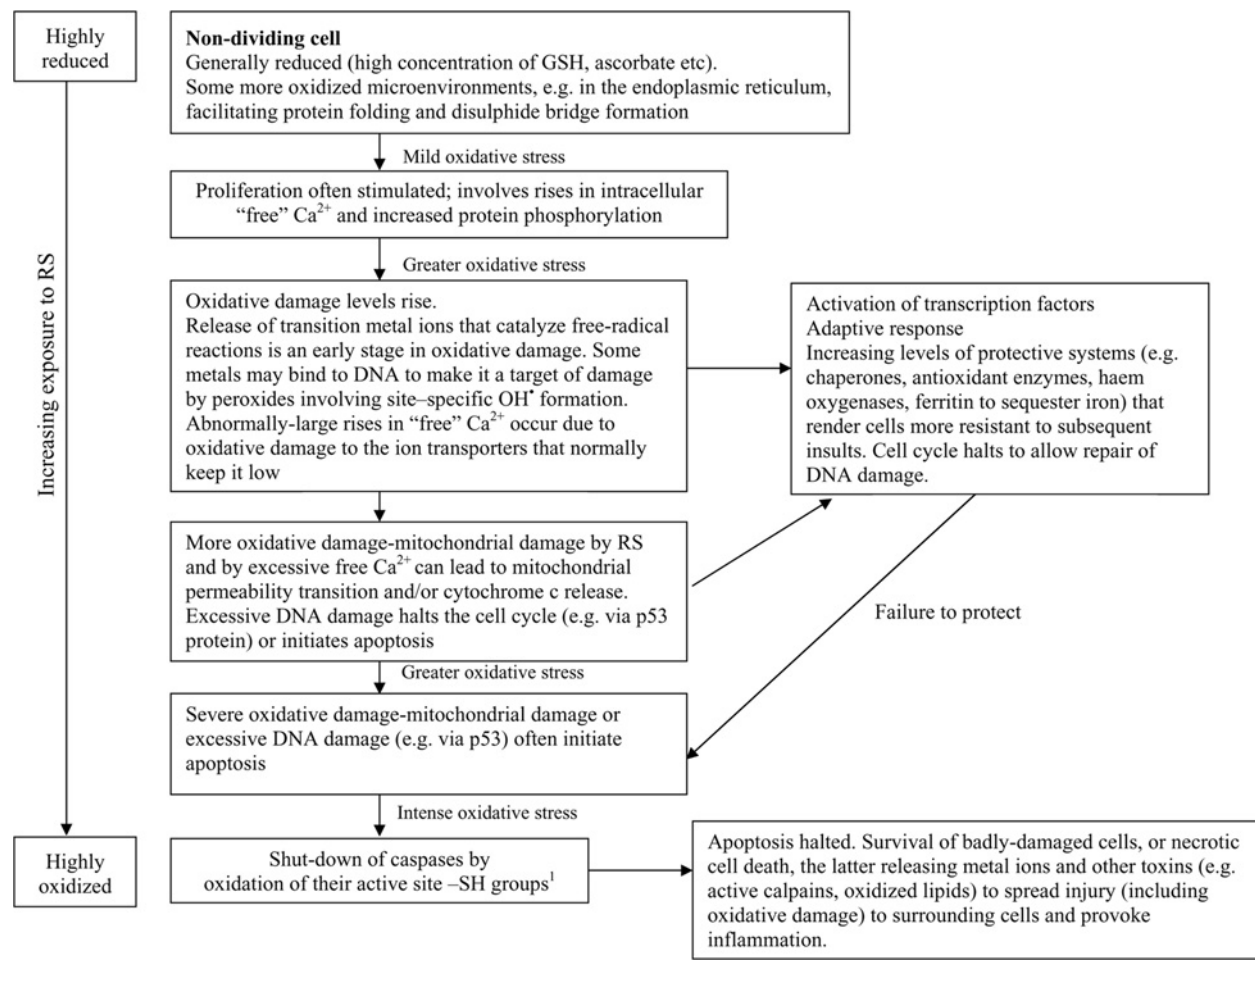 Highly
reduced
Non-dividing cell
Generally reduced (high concentration of GSH, ascorbate etc).
Some more oxidized microenvironments, e.g. in the endoplasmic reticulum,
facilitating protein folding and disulphide bridge formation
Mild oxidative stress
Proliferation often stimulated; involves rises in intracellular
“free” Ca²⁺ and increased protein phosphorylation
Greater oxidative stress
Increasing exposure to RS
Oxidative damage levels rise.
Release of transition metal ions that catalyze free-radical
reactions is an early stage in oxidative damage. Some
metals may bind to DNA to make it a target of damage
by peroxides involving site–specific OH• formation.
Abnormally-large rises in “free” Ca²⁺ occur due to
oxidative damage to the ion transporters that normally
keep it low
Activation of transcription factors
Adaptive response
Increasing levels of protective systems (e.g.
chaperones, antioxidant enzymes, haem
oxygenases, ferritin to sequester iron) that
render cells more resistant to subsequent
insults. Cell cycle halts to allow repair of
DNA damage.
More oxidative damage-mitochondrial damage by RS
and by excessive free Ca²⁺ can lead to mitochondrial
permeability transition and/or cytochrome c release.
Excessive DNA damage halts the cell cycle (e.g. via p53
protein) or initiates apoptosis
Failure to protect
Greater oxidative stress
Severe oxidative damage-mitochondrial damage or
excessive DNA damage (e.g. via p53) often initiate
apoptosis
Intense oxidative stress
Highly
oxidized
Shut-down of caspases by
oxidation of their active site –SH groups¹
Apoptosis halted. Survival of badly-damaged cells, or necrotic
cell death, the latter releasing metal ions and other toxins (e.g.
active calpains, oxidized lipids) to spread injury (including
oxidative damage) to surrounding cells and provoke
inflammation.